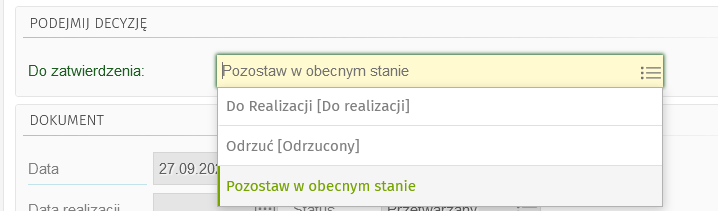 PODEJMIJ DECYZJĘ
Do zatwierdzenia: Pozostaw w obecnym stanie
Do Realizacji [Do realizacji]
Odrzuć [Odrzucony]
Pozostaw w obecnym stanie
DOKUMENT
Data 27.09.20
Data realizacji Status Przetwarzany